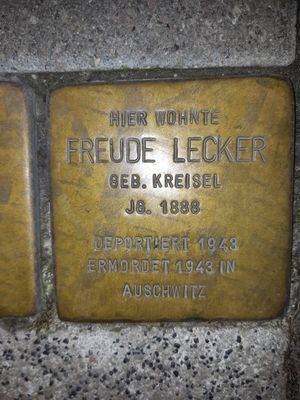 HIER WOHNTE
FREUDE LECKER
GEB. KREISEL
JG. 1888
DEPORTIERT 1943
ERMORDET 1943 IN
AUSCHWITZ